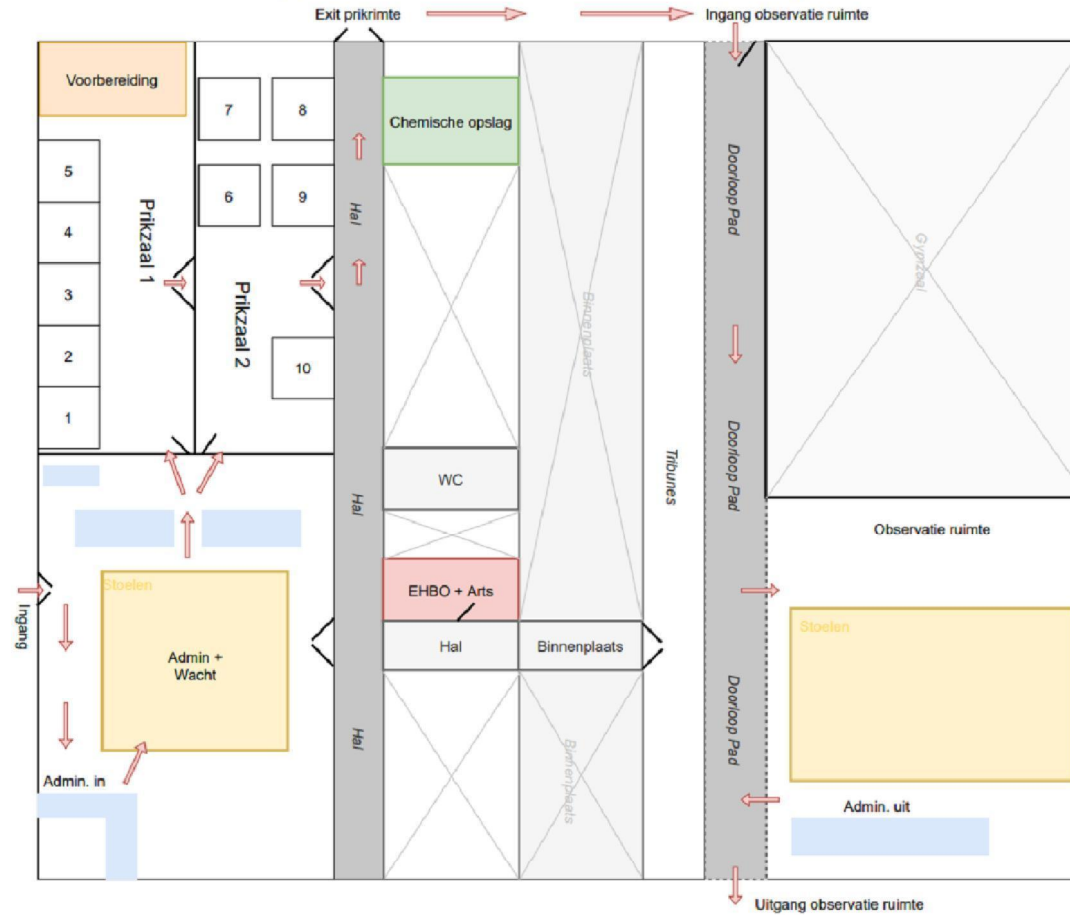 Exit prikrimte
Ingang observatie ruimte
Voorbereiding
7
8
Chemische opslag
5
6
9
4
Prikzaal 1
3
Prikzaal 2
2
10
1
Hal
Binnenplaats
Doorloop Pad
Gymzaal
WC
Hal
Tribunes
Doorloop Pad
Observatie ruimte
Ingang
Stoelen
Admin +
Wacht
EHBO + Arts
Hal
Binnenplaats
Stoelen
Hal
Binnenplaats
Doorloop Pad
Admin. in
Admin. uit
Uitgang observatie ruimte